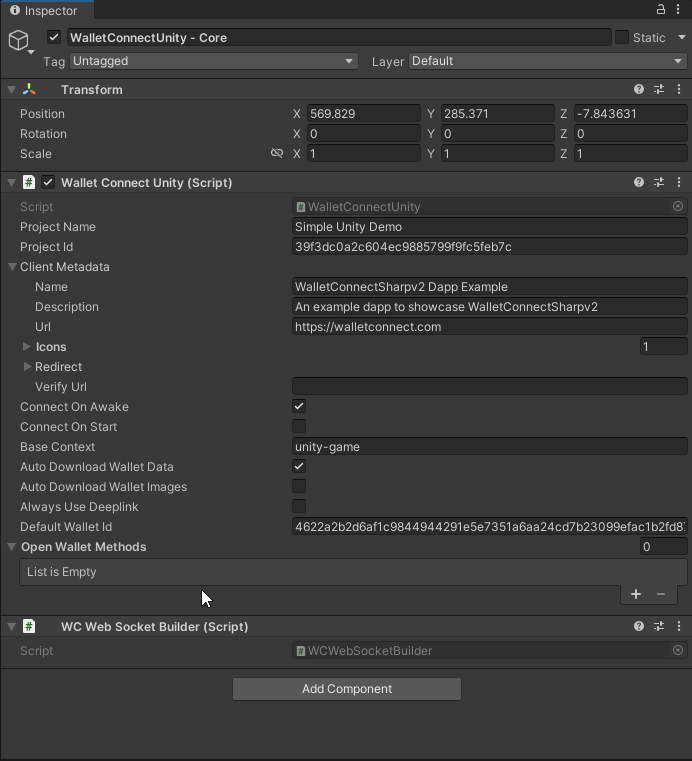 Inspector
WalletConnectUnity - Core Static
Tag Untagged Layer Default
Transform
Position X 569.829 Y 285.371 Z -7.843631
Rotation X 0 Y 0 Z 0
Scale X 1 Y 1 Z 1
Wallet Connect Unity (Script)
Script WalletConnectUnity
Project Name Simple Unity Demo
Project Id 39f3dc0a2c604ec9885799f9fc5feb7c
Client Metadata
Name WalletConnectSharpv2 Dapp Example
Description An example dapp to showcase WalletConnectSharpv2
Url https://walletconnect.com
Icons 1
Redirect
Verify Url
Connect On Awake
Connect On Start
Base Context unity-game
Auto Download Wallet Data
Auto Download Wallet Images
Always Use Deeplink
Default Wallet Id 4622a2b2d6af1c9844944291e5e7351a6aa24cd7b23099efac1b2fd87
Open Wallet Methods 0
List is Empty
WC Web Socket Builder (Script)
Script WCWebSocketBuilder
Add Component